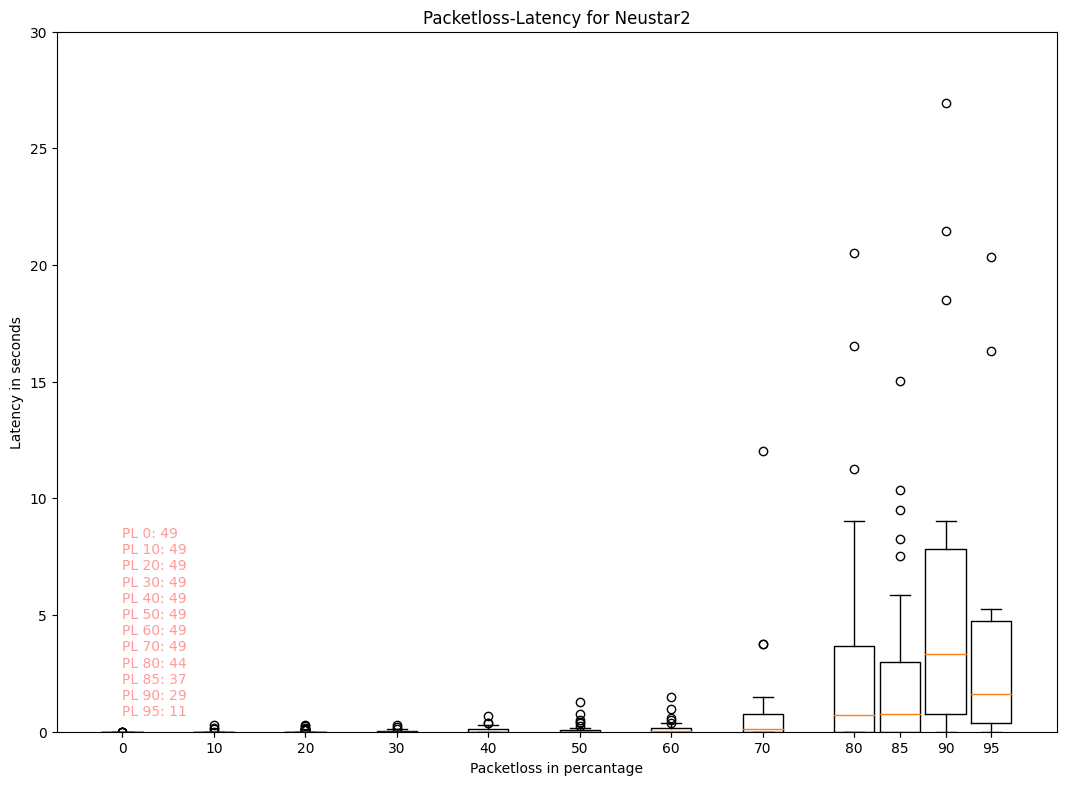 Packetloss-Latency for Neustar2
30
25
20
15
10
5
0
Latency in seconds
PL 0: 49
PL 10: 49
PL 20: 49
PL 30: 49
PL 40: 49
PL 50: 49
PL 60: 49
PL 70: 49
PL 80: 44
PL 85: 37
PL 90: 29
PL 95: 11
0 10 20 30 40 50 60 70 80 85 90 95
Packetloss in percantage